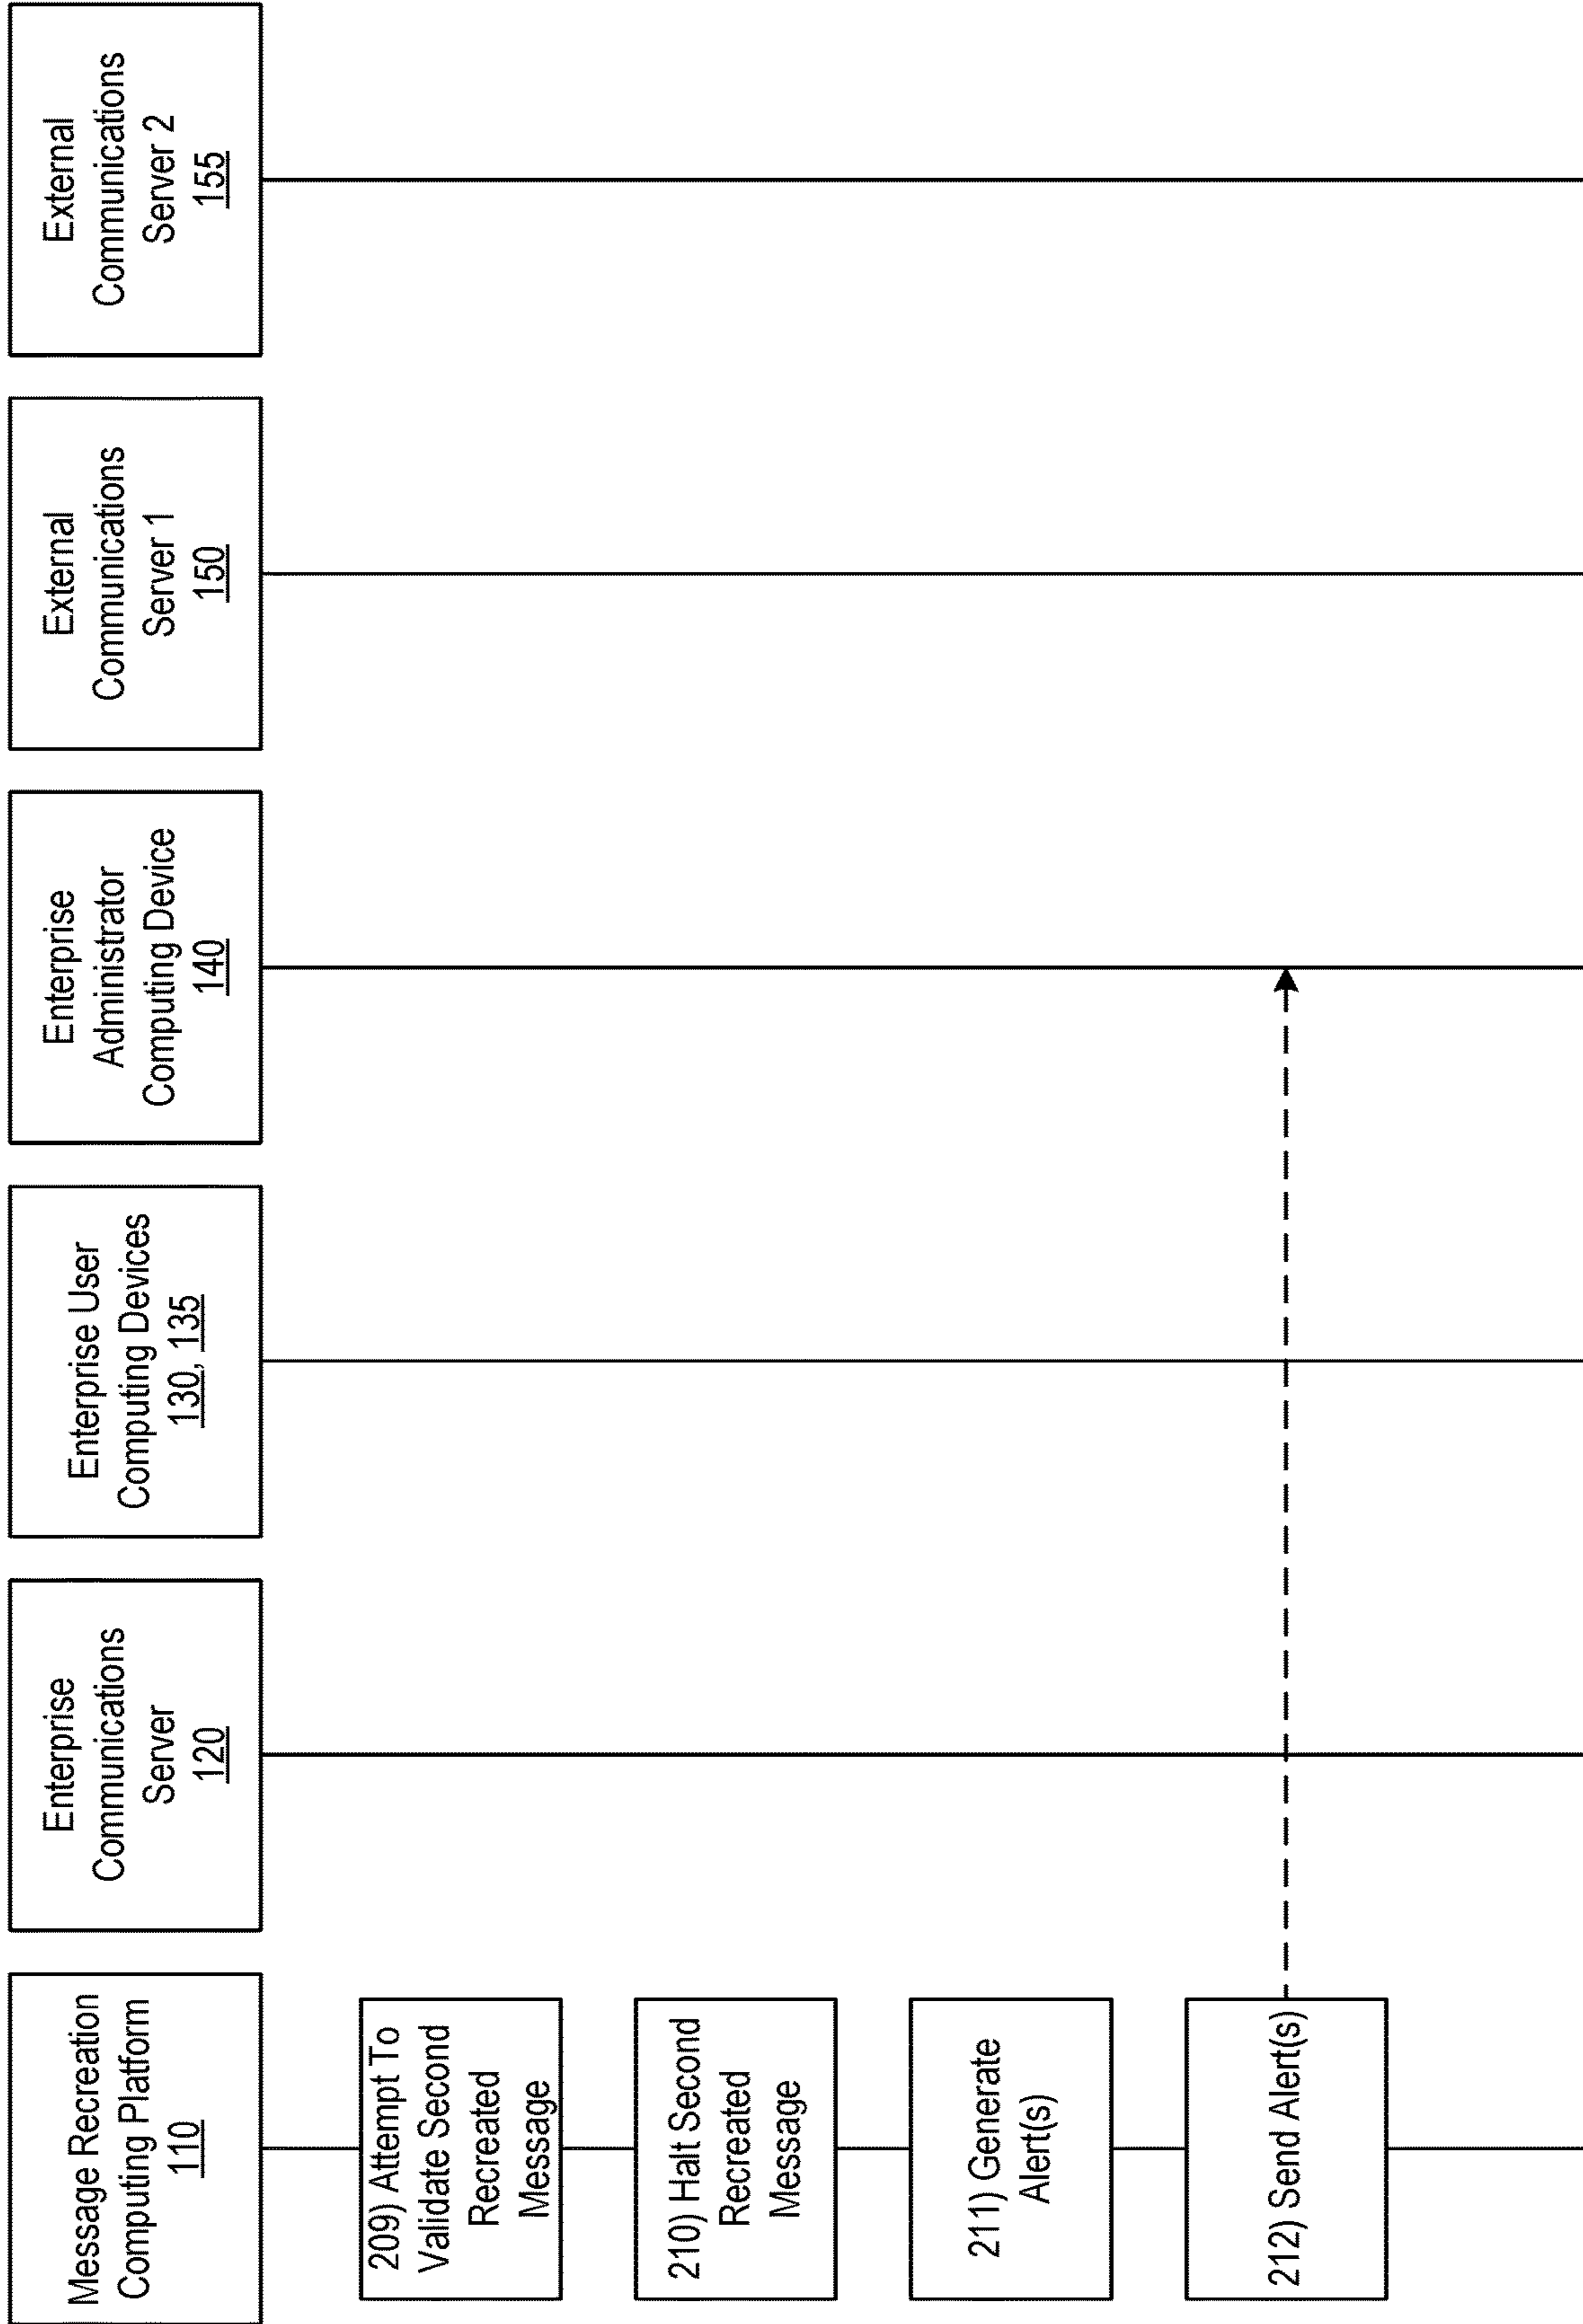 Message Recreation
Computing Platform
110
Enterprise
Communications
Server
120
Enterprise User
Computing Devices
130, 135
Enterprise
Administrator
Computing Device
140
External
Communications
Server 1
150
External
Communications
Server 2
155
209) Attempt To
Validate Second
Recreated
Message
210) Halt Second
Recreated
Message
211) Generate
Alert(s)
212) Send Alert(s)